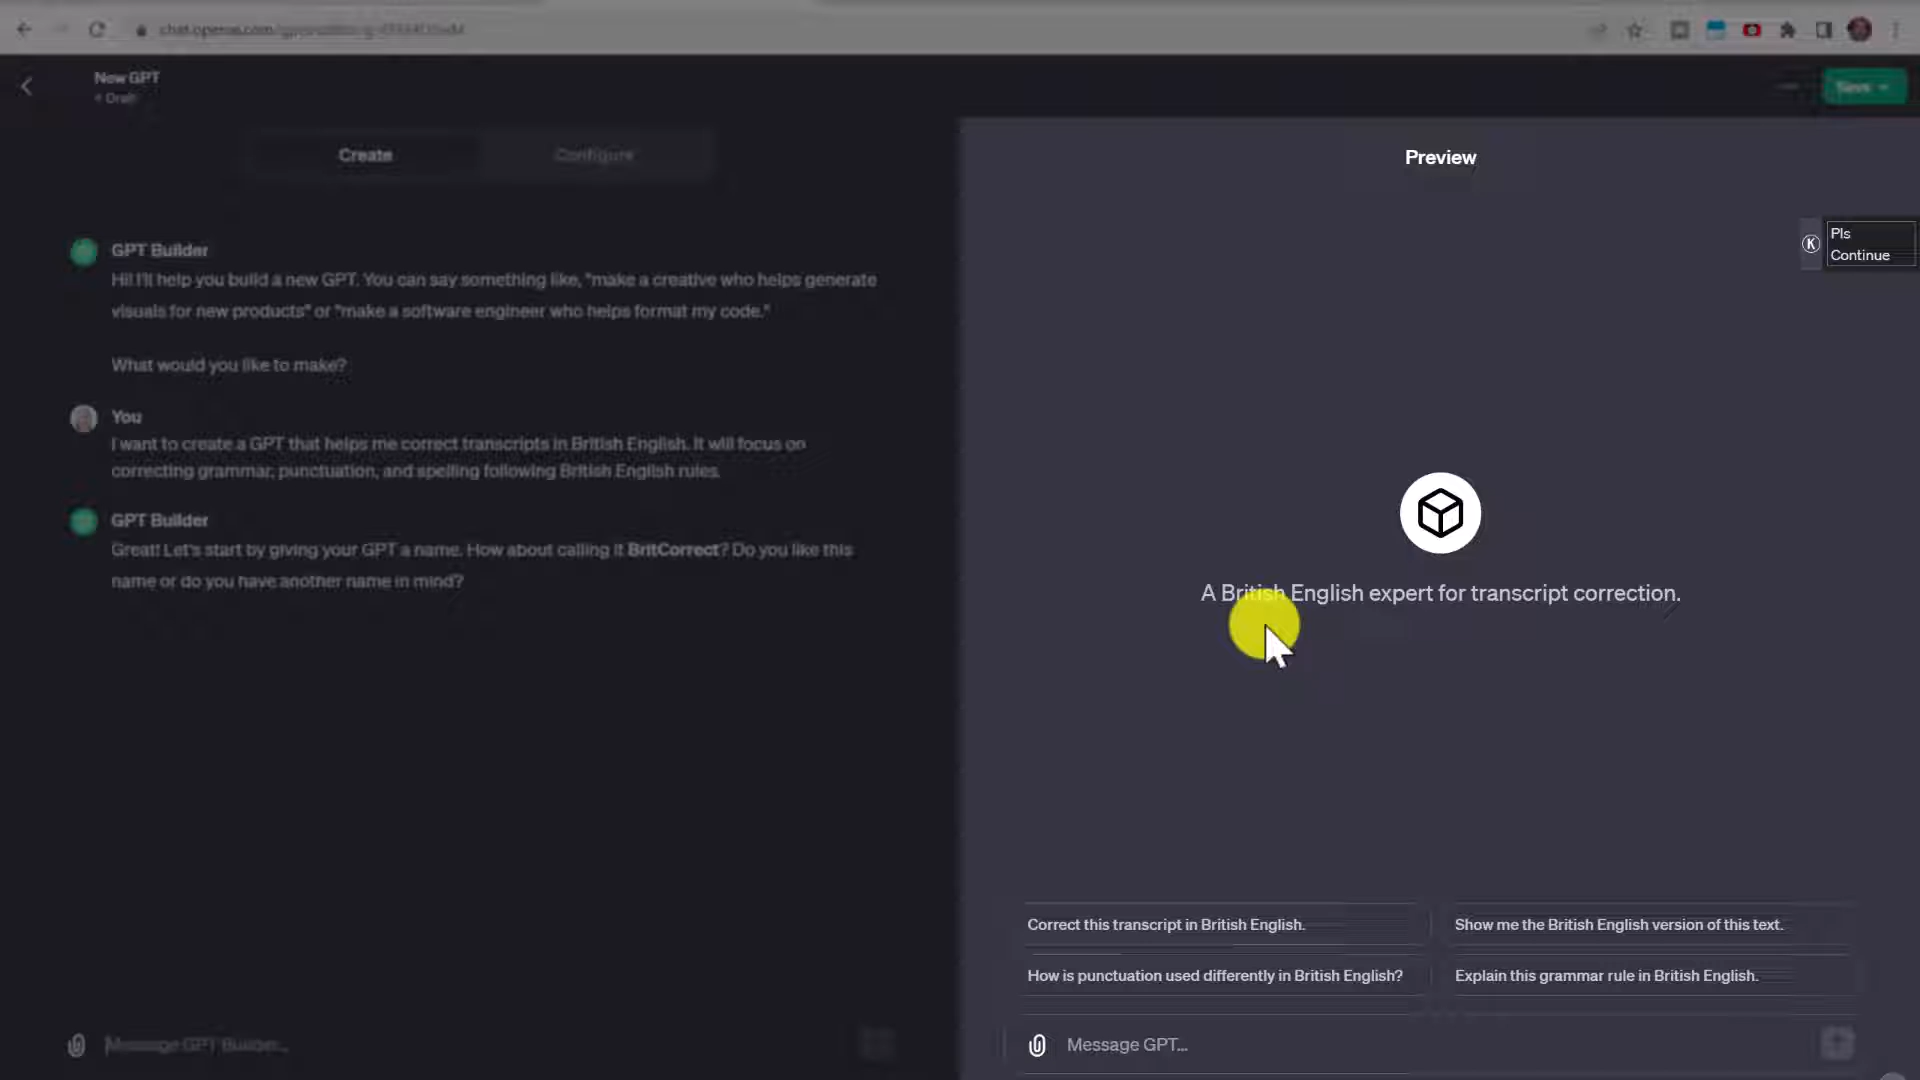 New GPT
Draft
Save
Create
Configure
Preview
Pls
Continue
GPT Builder
Hi! I'll help you build a new GPT. You can say something like, "make a creative who helps generate
visuals for new products" or "make a software engineer who helps format my code."
What would you like to make?
You
I want to create a GPT that helps me correct transcripts in British English. It will focus on
correcting grammar, punctuation, and spelling following British English rules.
GPT Builder
Great! Let's start by giving your GPT a name. How about calling it BritCorrect? Do you like this
name or do you have another name in mind?
Message GPT Builder...
A British English expert for transcript correction.
Correct this transcript in British English.
Show me the British English version of this text.
How is punctuation used differently in British English?
Explain this grammar rule in British English.
Message GPT...